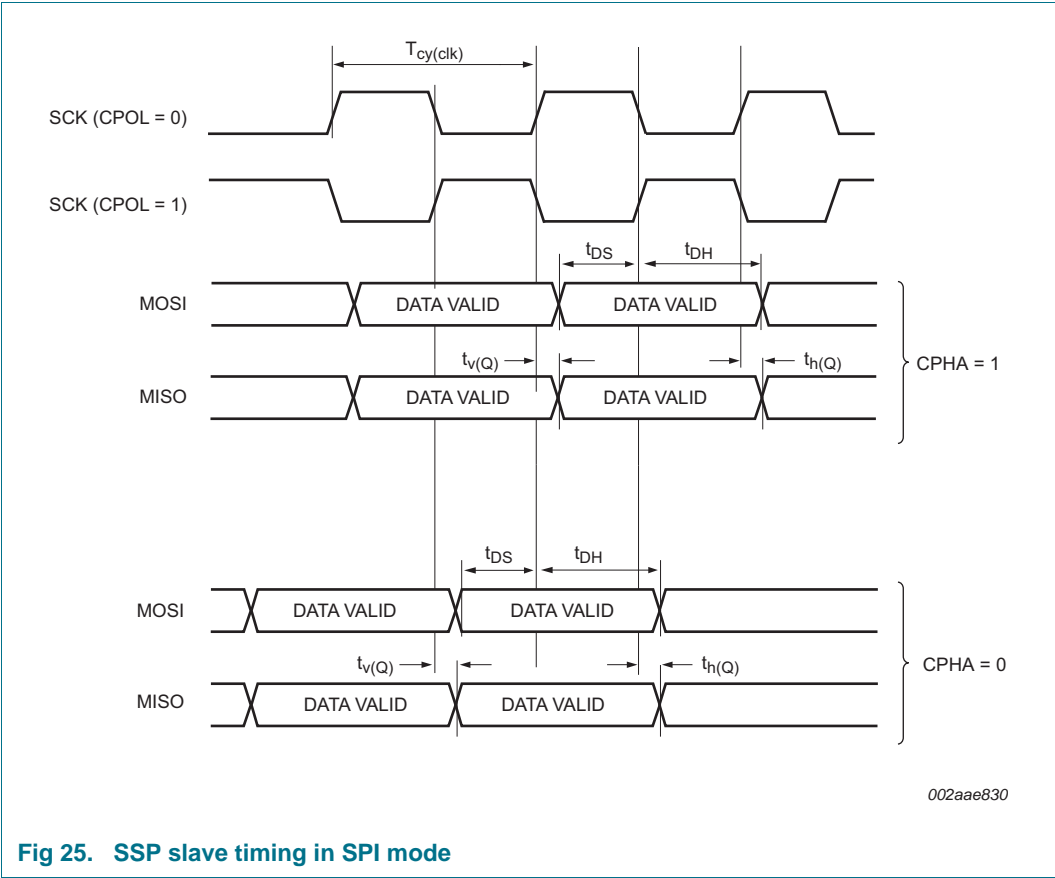 Tcy(clk)
SCK (CPOL = 0)
SCK (CPOL = 1)
tDS tDH
MOSI DATA VALID DATA VALID
tv(Q) th(Q)
CPHA = 1
MISO DATA VALID DATA VALID
tDS tDH
MOSI DATA VALID DATA VALID
tv(Q) th(Q)
CPHA = 0
MISO DATA VALID DATA VALID
002aae830
Fig 25. SSP slave timing in SPI mode